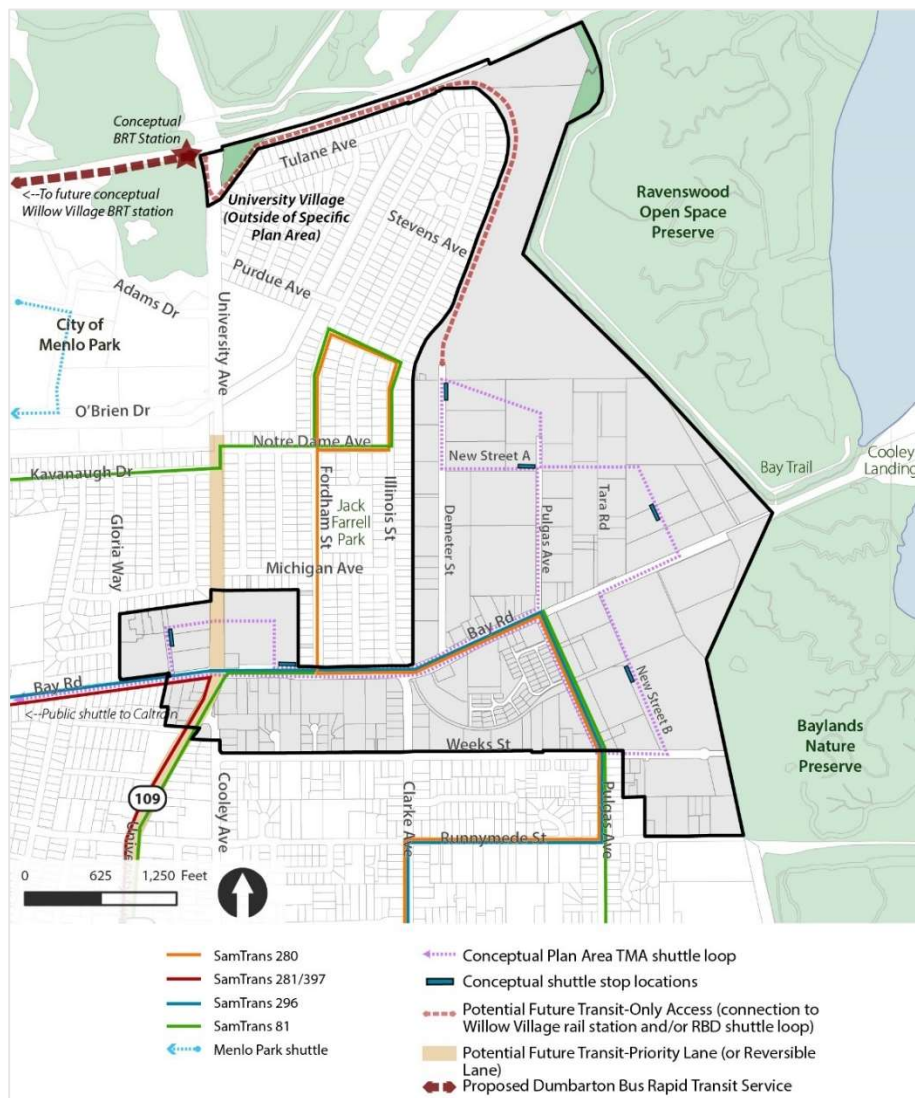 Conceptual
BRT Station
Tulane Ave
<--To future conceptual
Willow Village BRT station
University Village
(Outside of Specific
Plan Area)
Ravenswood
Open Space
Preserve
Stevens Ave
Purdue Ave
Adams Dr
University Ave
City of
Menlo Park
O'Brien Dr
Notre Dame Ave
Kavanaugh Dr
New Street A
Bay Trail
Cooley
Landing
Gloria Way
Fordham St
Illinois St
Jack
Farrell
Park
Demeter St
Pulgas Ave
Tara Rd
Michigan Ave
Bay Rd
Bay Rd
<--Public shuttle to Caltrain
New Street B
Weeks St
Baylands
Nature
Preserve
109
Unive
Cooley Ave
Clarke Ave
Pulgas Ave
Runnymede St
0 625 1,250 Feet
SamTrans 280
SamTrans 281/397
SamTrans 296
SamTrans 81
Menlo Park shuttle
Conceptual Plan Area TMA shuttle loop
Conceptual shuttle stop locations
Potential Future Transit-Only Access (connection to
Willow Village rail station and/or RBD shuttle loop)
Potential Future Transit-Priority Lane (or Reversible
Lane)
Proposed Dumbarton Bus Rapid Transit Service